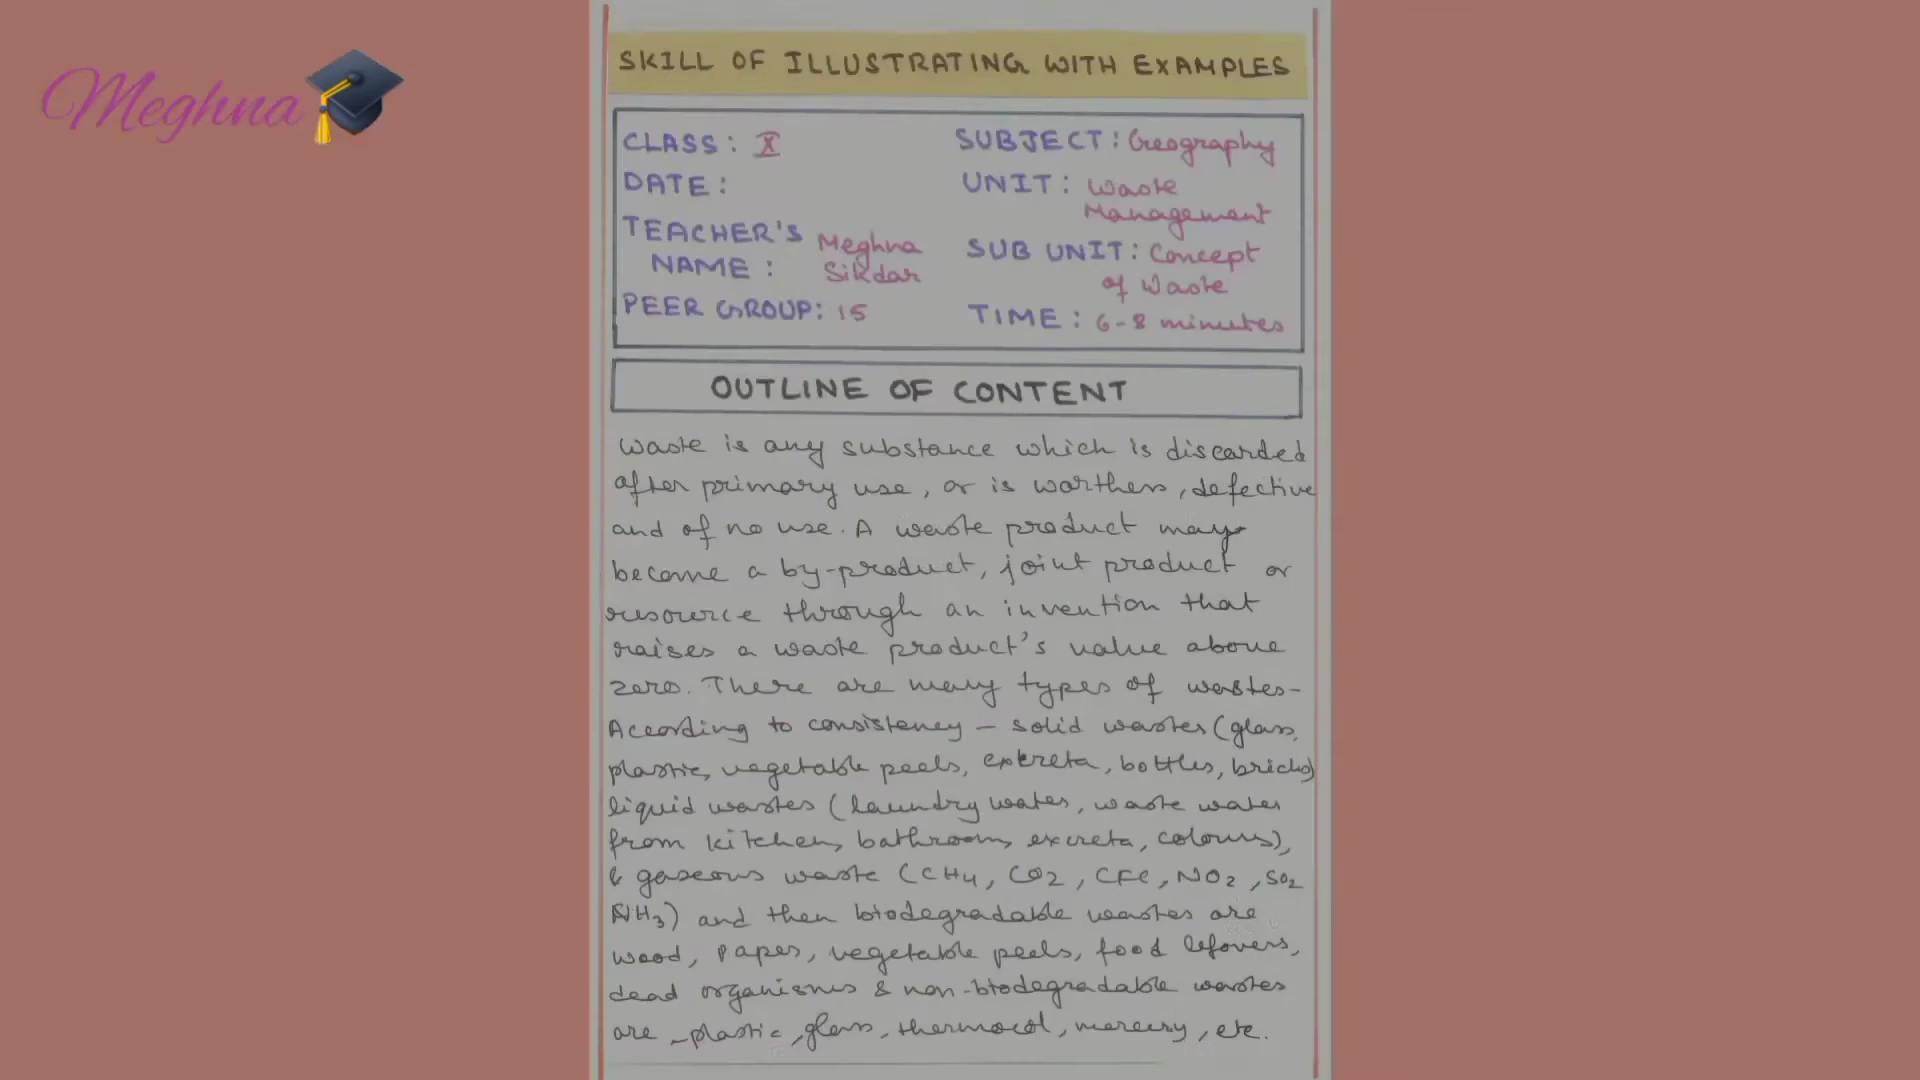 Meghna
SKILL OF ILLUSTRATING WITH EXAMPLES
CLASS: X
SUBJECT: Geography
DATE:
UNIT: Waste
Management
TEACHER'S
NAME: Meghna
Sikdar
SUB UNIT: Concept
of Waste
PEER GROUP: 15
TIME: 6-8 minutes
OUTLINE OF CONTENT
Waste is any substance which is discarded
after primary use, or is worthess, defective
and of no use. A waste product may
become a by-product, joint product or
resource through an invention that
raises a waste product's value above
zero. There are many types of wastes-
According to consistency - solid wastes (glass,
plastic, vegetable peels, excreta, bottles, bricks)
liquid wastes (laundry water, waste water
from kitchen, bathroom, excreta, colours),
& gaseous waste (CH4, CO2, CFC, NO2, SO2
NH3) and then biodegradable wastes are
wood, paper, vegetable peels, food lefovers,
dead organisms & non-biodegradable wastes
are plastic, glass, thermocol, mercury, etc.